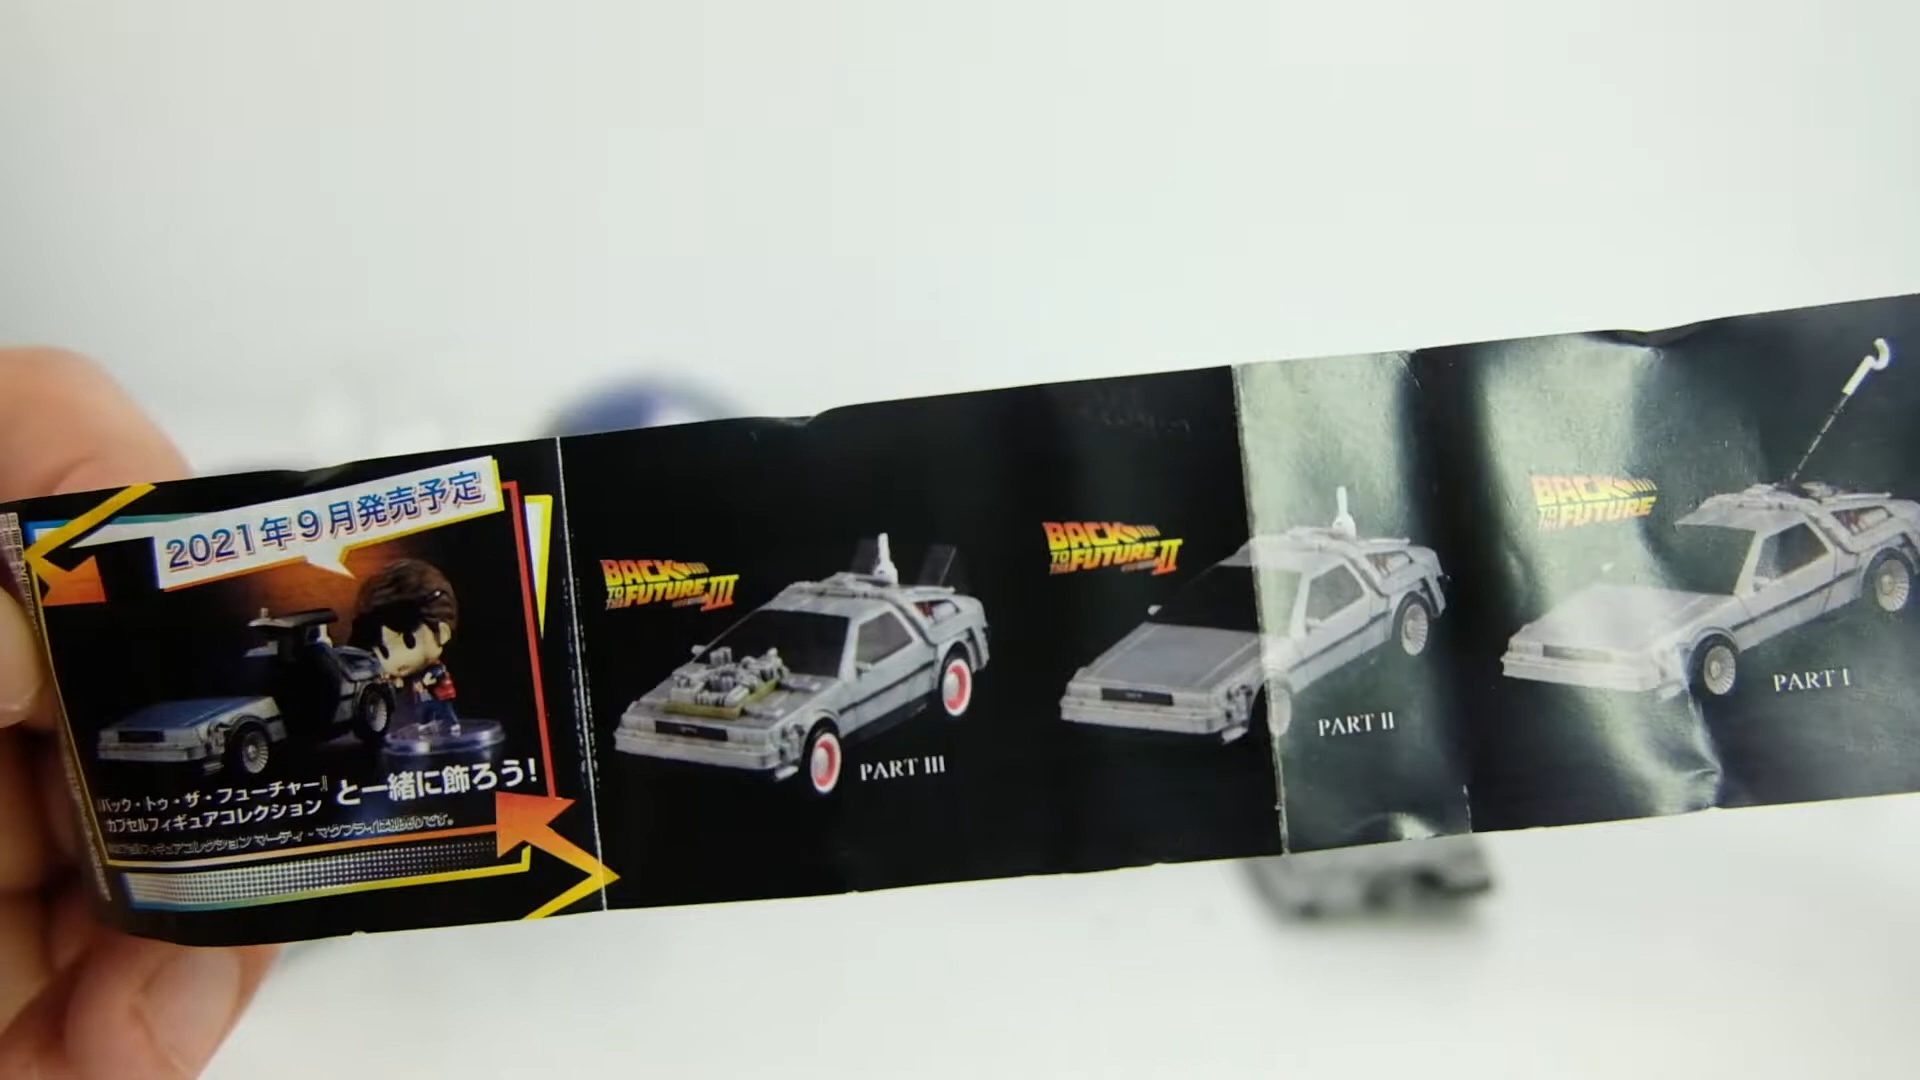 2021年9月発売予定
『バック・トゥ・ザ・フューチャー』
カプセルフィギュアコレクション
と一緒に飾ろう!
BACK
TO THE FUTURE III
PART III
BACK
TO THE FUTURE II
PART II
BACK
TO THE FUTURE
PART I